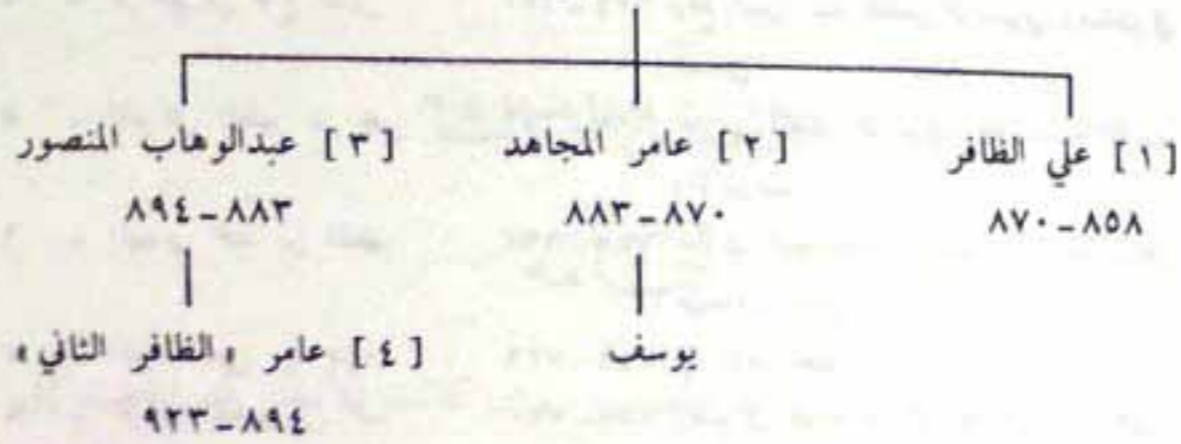 [١] علي الظافر [٢] عامر المجاهد [٣] عبدالوهاب المنصور
٨٥٨-٨٧٠ ٨٧٠-٨٨٣ ٨٨٣-٨٩٤
يوسف [٤] عامر «الظافر الثاني»
٨٩٤-٩٢٣